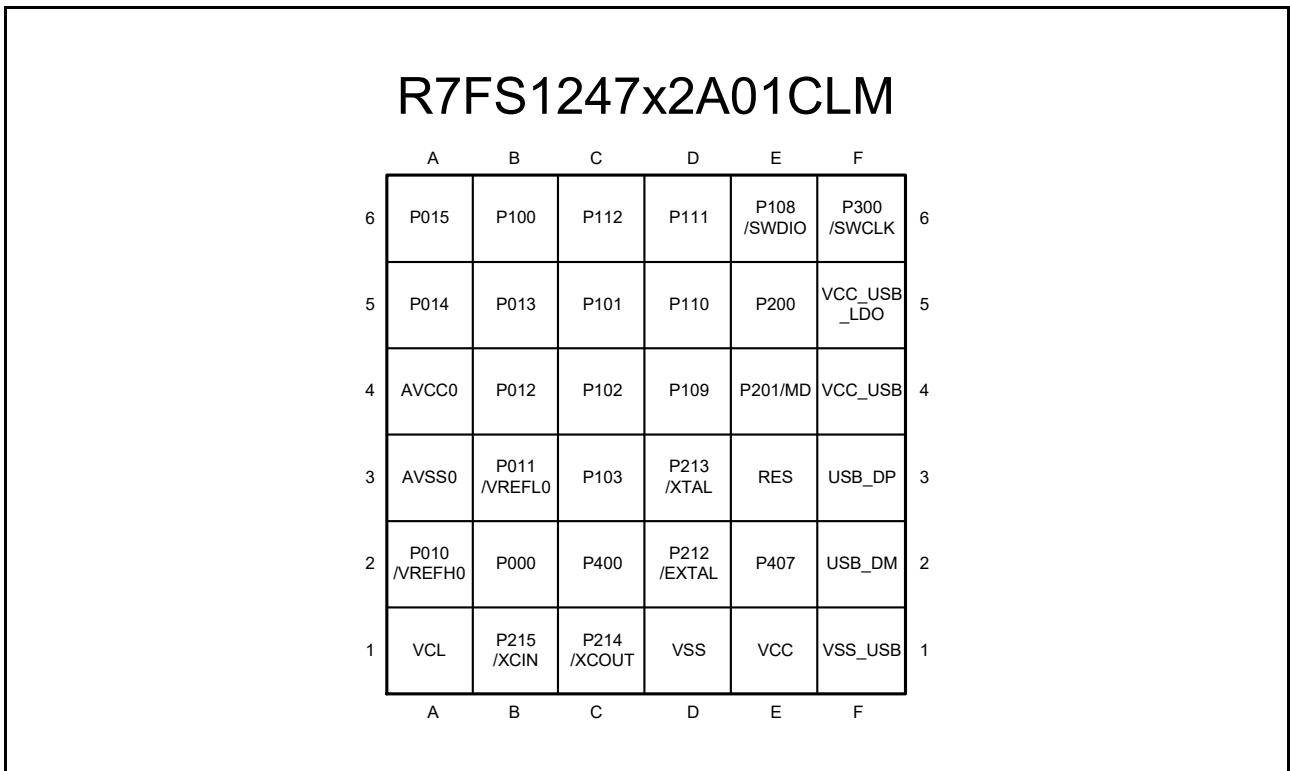 R7FS1247x2A01CLM
A B C D E F
6 P015 P100 P112 P111 P108 /SWDIO P300 /SWCLK 6
5 P014 P013 P101 P110 P200 VCC_USB _LDO 5
4 AVCC0 P012 P102 P109 P201/MD VCC_USB 4
3 AVSS0 P011 /VREFL0 P103 P213 /XTAL RES USB_DP 3
2 P010 /VREFH0 P000 P400 P212 /EXTAL P407 USB_DM 2
1 VCL P215 /XCIN P214 /XCOUT VSS VCC VSS_USB 1
A B C D E F